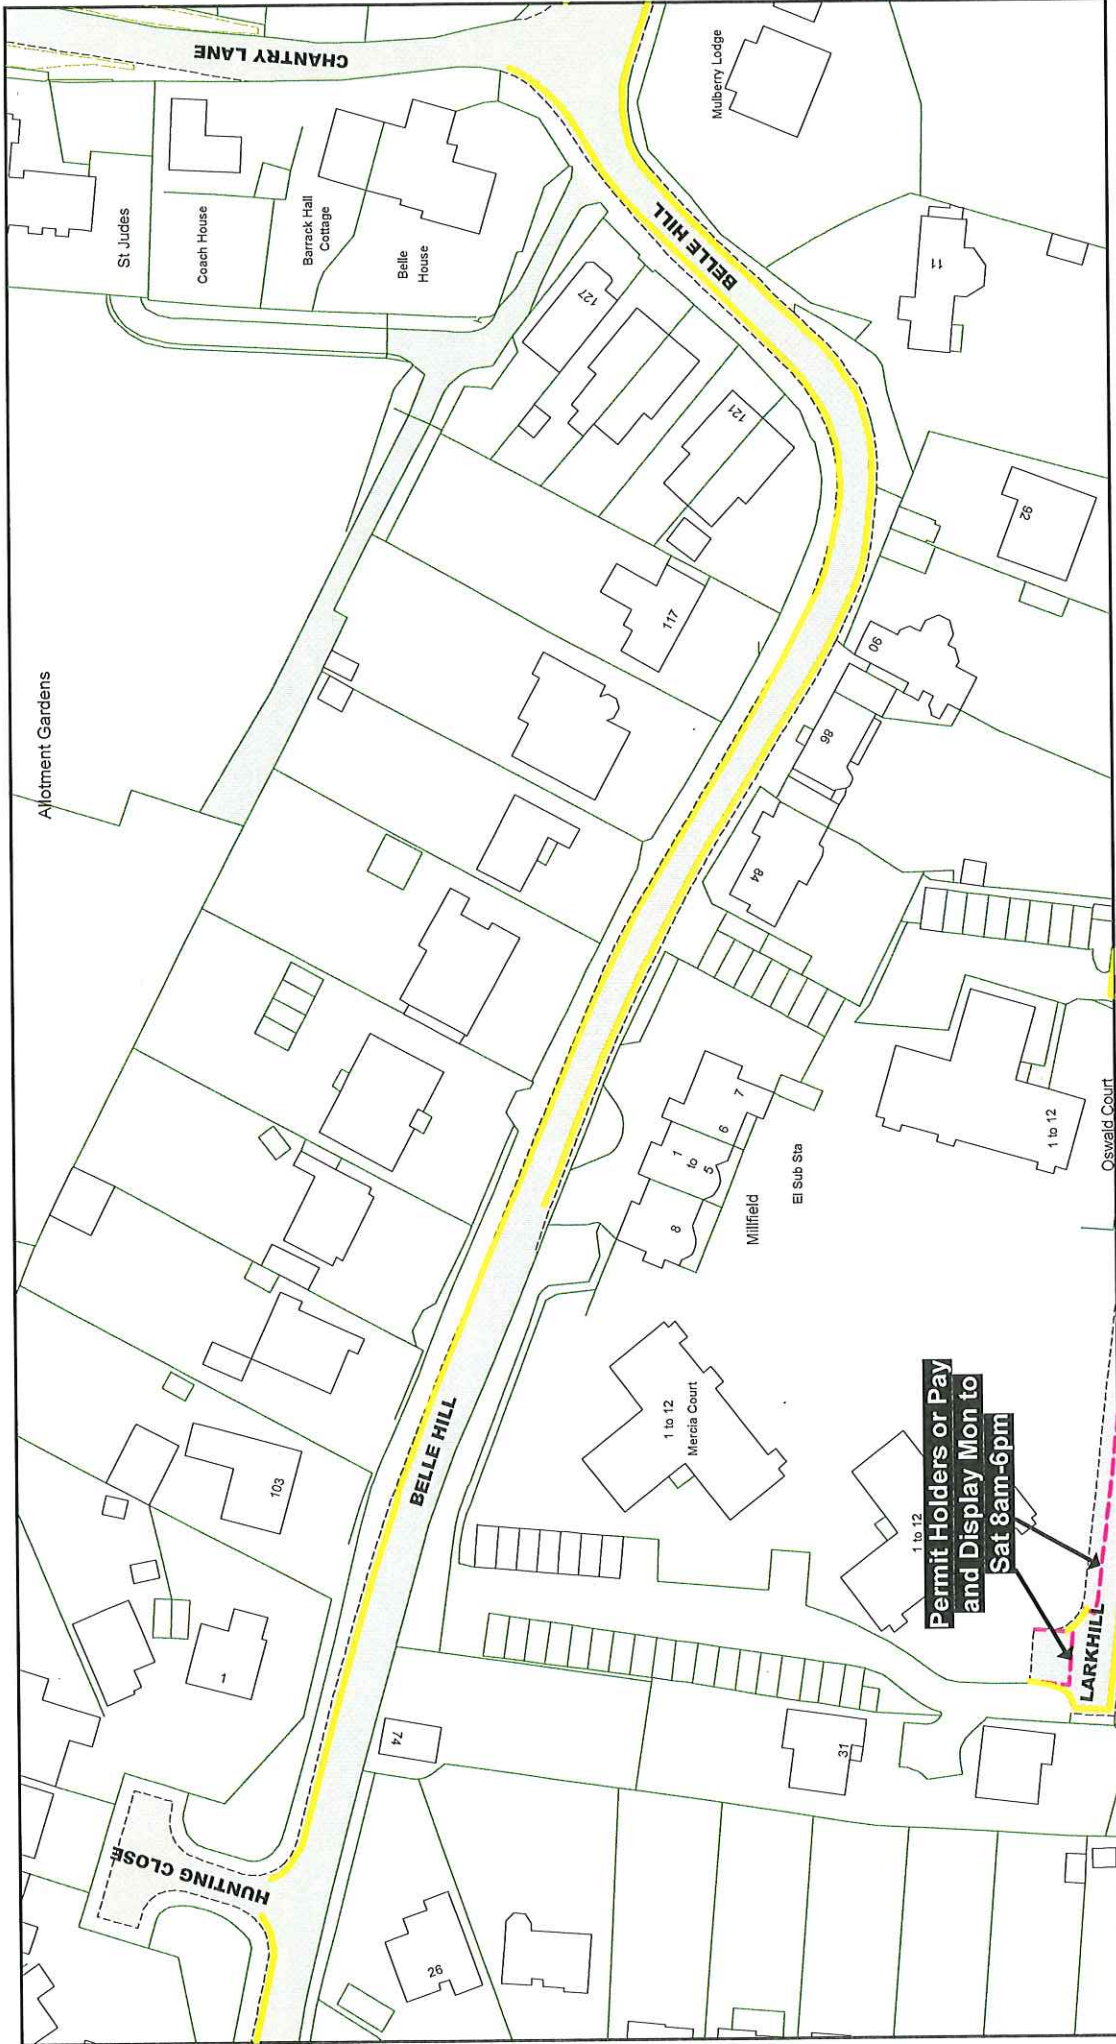 CHANTRY LANE
St Judes
Coach House
Barrack Hall
Cottage
Belle
House
Mulberry Lodge
BELLE HILL
127
121
117
11
92
90
86
84
Allotment Gardens
1
to
5
6
7
8
Millfield
El Sub Sta
1 to 12
Oswald Court
BELLE HILL
103
1
1 to 12
Mercia Court
1 to 12
Permit Holders or Pay
and Display Mon to
Sat 8am-6pm
LARKHILL
74
31
HUNTING CLOSE
26